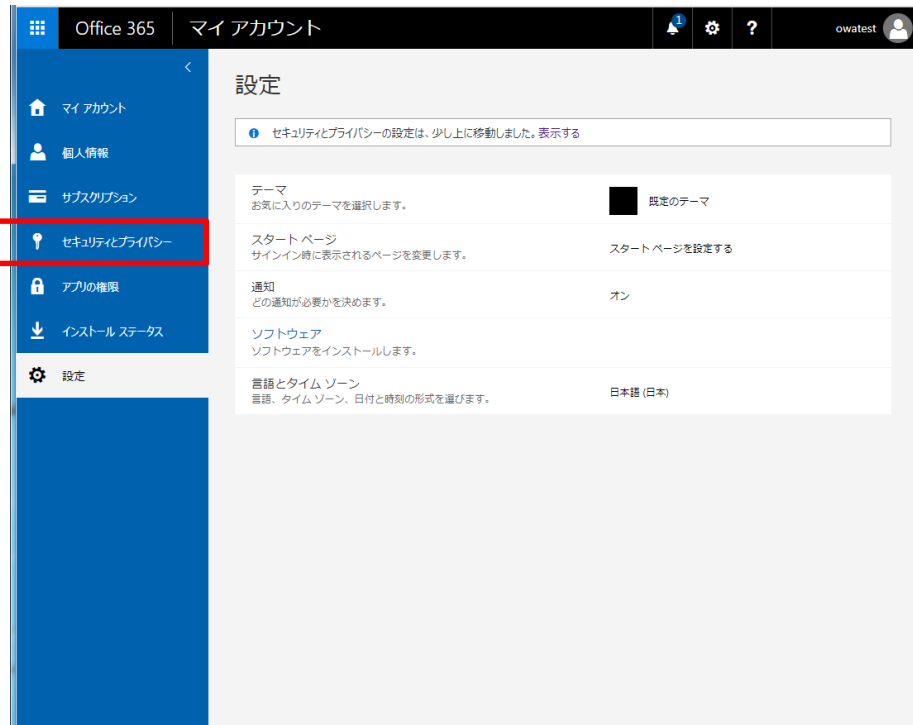 Office 365 マイ アカウント 1 ? owatest
設定
マイ アカウント
個人情報
サブスクリプション
セキュリティとプライバシー
アプリの権限
インストール ステータス
設定
セキュリティとプライバシーの設定は、少し上に移動しました。表示する
テーマ
お気に入りのテーマを選択します。
既定のテーマ
スタート ページ
サインイン時に表示されるページを変更します。
スタート ページを設定する
通知
どの通知が必要かを決めます。
オン
ソフトウェア
ソフトウェアをインストールします。
言語とタイム ゾーン
言語、タイム ゾーン、日付と時刻の形式を選びます。
日本語 (日本)